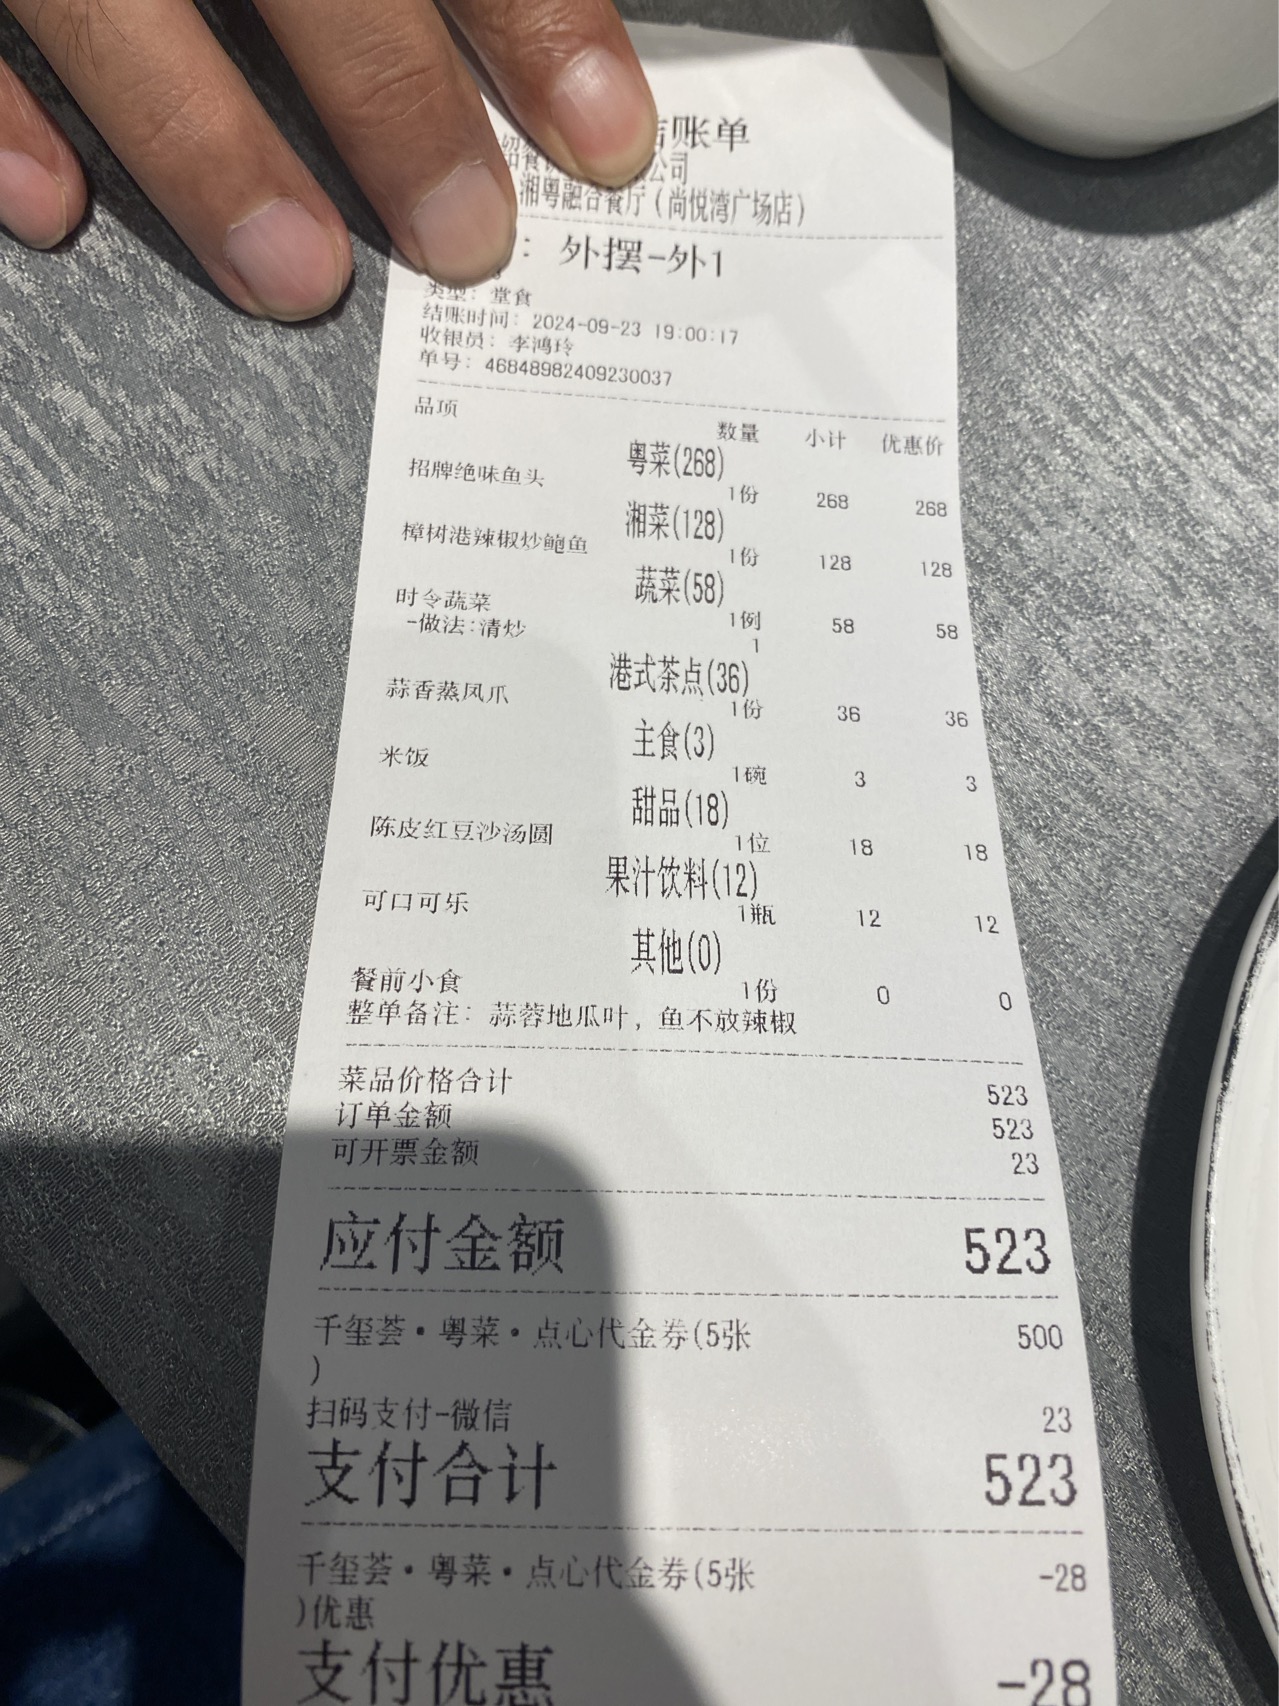 账单
公司
湘粤融合餐厅（尚悦湾广场店）
： 外摆-外1
类型：堂食
结账时间：2024-09-23 19:00:17
收银员：李鸿玲
单号：46848982409230037
品项 数量 小计 优惠价
粤菜(268)
招牌绝味鱼头 1份 268 268
湘菜(128)
樟树港辣椒炒鲍鱼 1份 128 128
蔬菜(58)
时令蔬菜 1例 58 58
-做法:清炒 1
港式茶点(36)
蒜香蒸凤爪 1份 36 36
主食(3)
米饭 1碗 3 3
甜品(18)
陈皮红豆沙汤圆 1位 18 18
果汁饮料(12)
可口可乐 1瓶 12 12
其他(0)
餐前小食 1份 0 0
整单备注：蒜蓉地瓜叶，鱼不放辣椒
菜品价格合计 523
订单金额 523
可开票金额 23
应付金额 523
千玺荟·粤菜·点心代金券(5张 500
)
扫码支付-微信 23
支付合计 523
千玺荟·粤菜·点心代金券(5张 -28
)优惠
支付优惠 -28